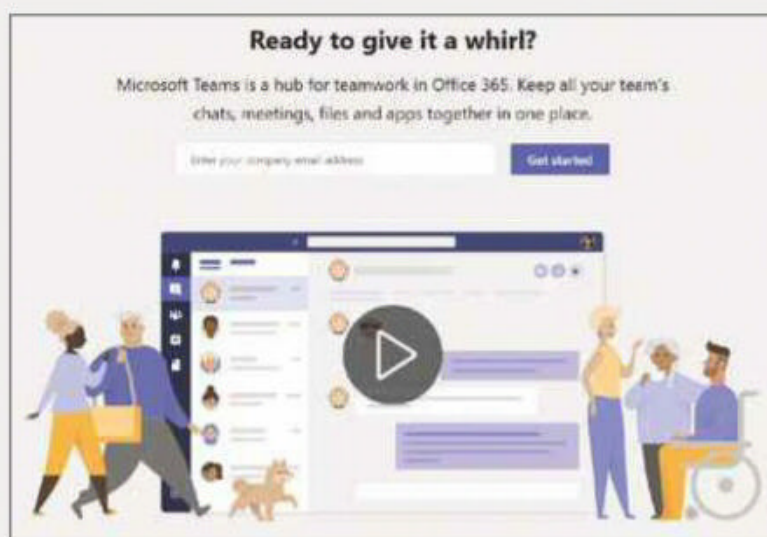 Ready to give it a whirl?
Microsoft Teams is a hub for teamwork in Office 365. Keep all your team's
chats, meetings, files and apps together in one place.
Enter your company email address
Get started